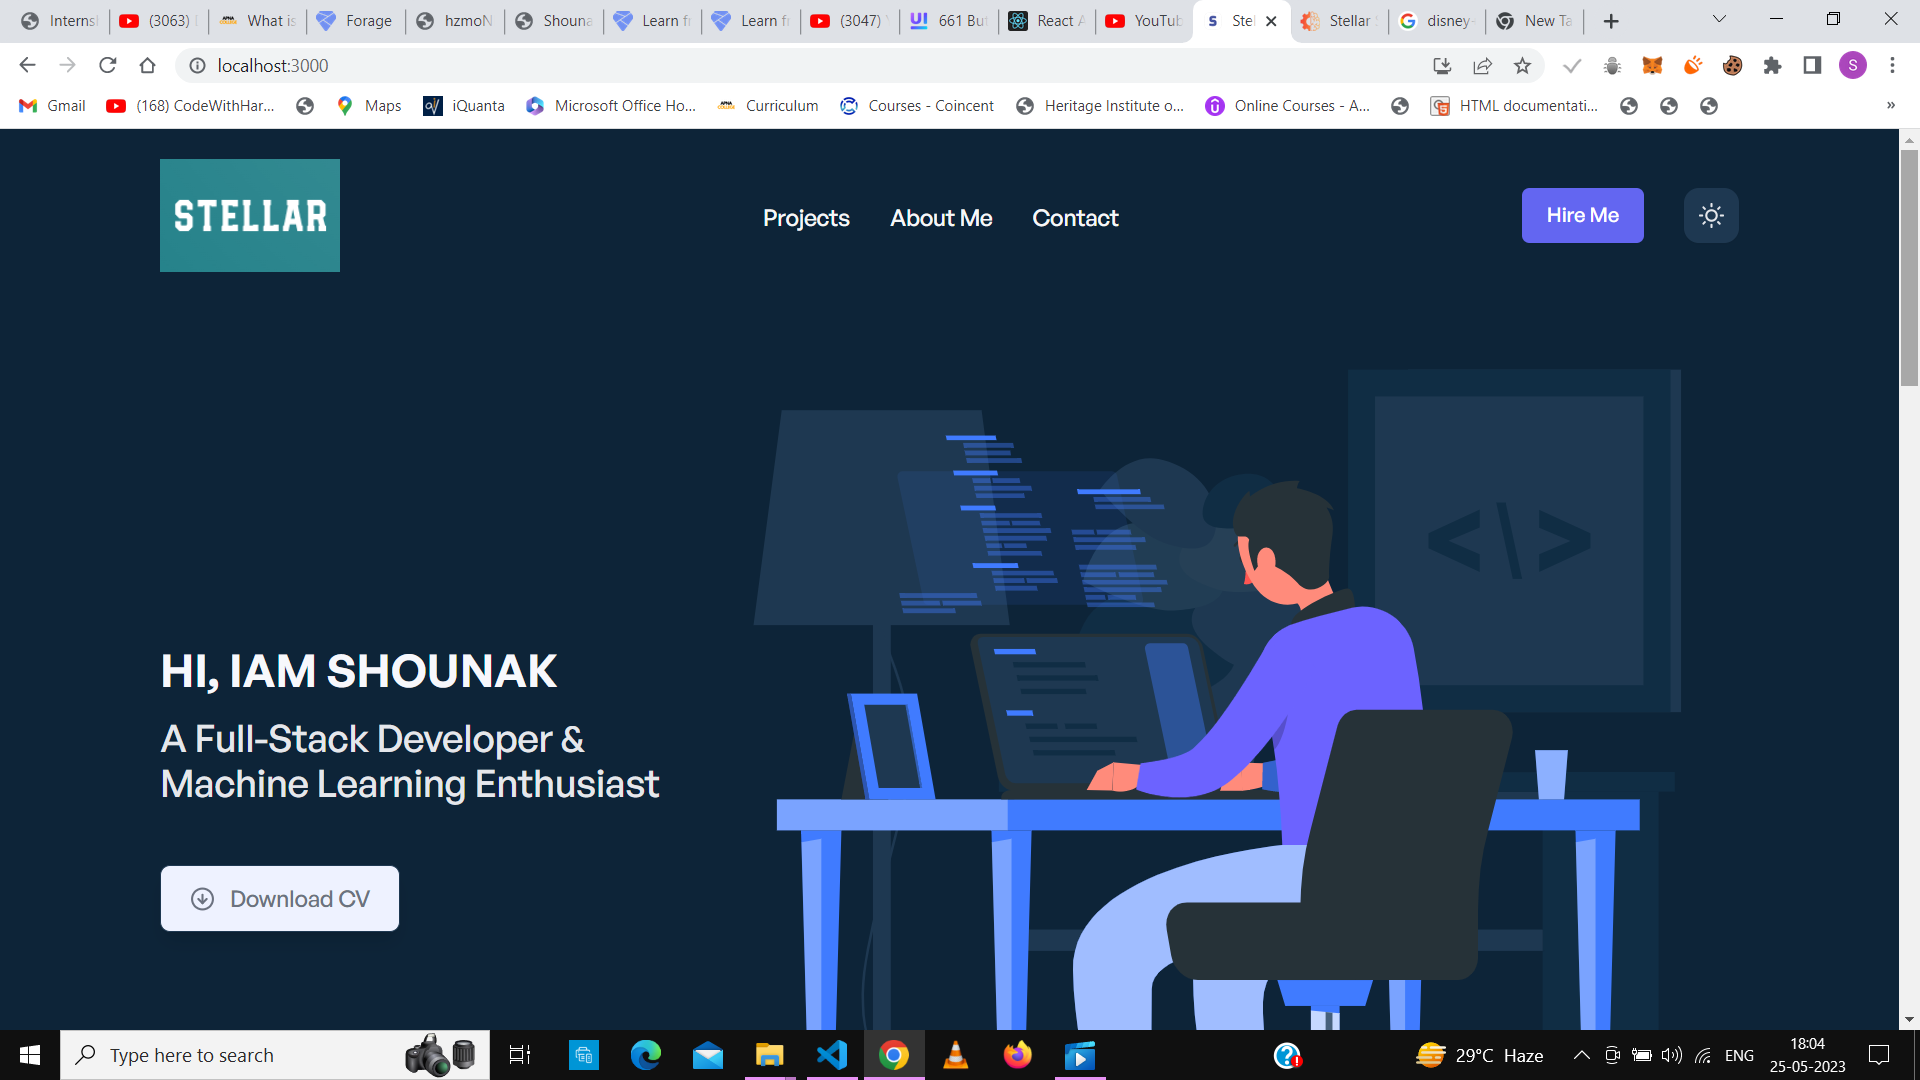 Interns
(3063)
What is
Forage
hzmoN
Shouna
Learn fr
Learn fr
(3047)
661 But
React A
YouTub
S
Stel
Stellar
disney-
New Ta
localhost:3000
S
Gmail
(168) CodeWithHar...
Maps
iQuanta
Microsoft Office Ho...
Curriculum
Courses - Coincent
Heritage Institute o...
Online Courses - A...
HTML documentati...
»
STELLAR
Projects
About Me
Contact
Hire Me
<\>
HI, IAM SHOUNAK
A Full-Stack Developer &
Machine Learning Enthusiast
Download CV
Type here to search
29°C Haze
ENG
18:04
25-05-2023